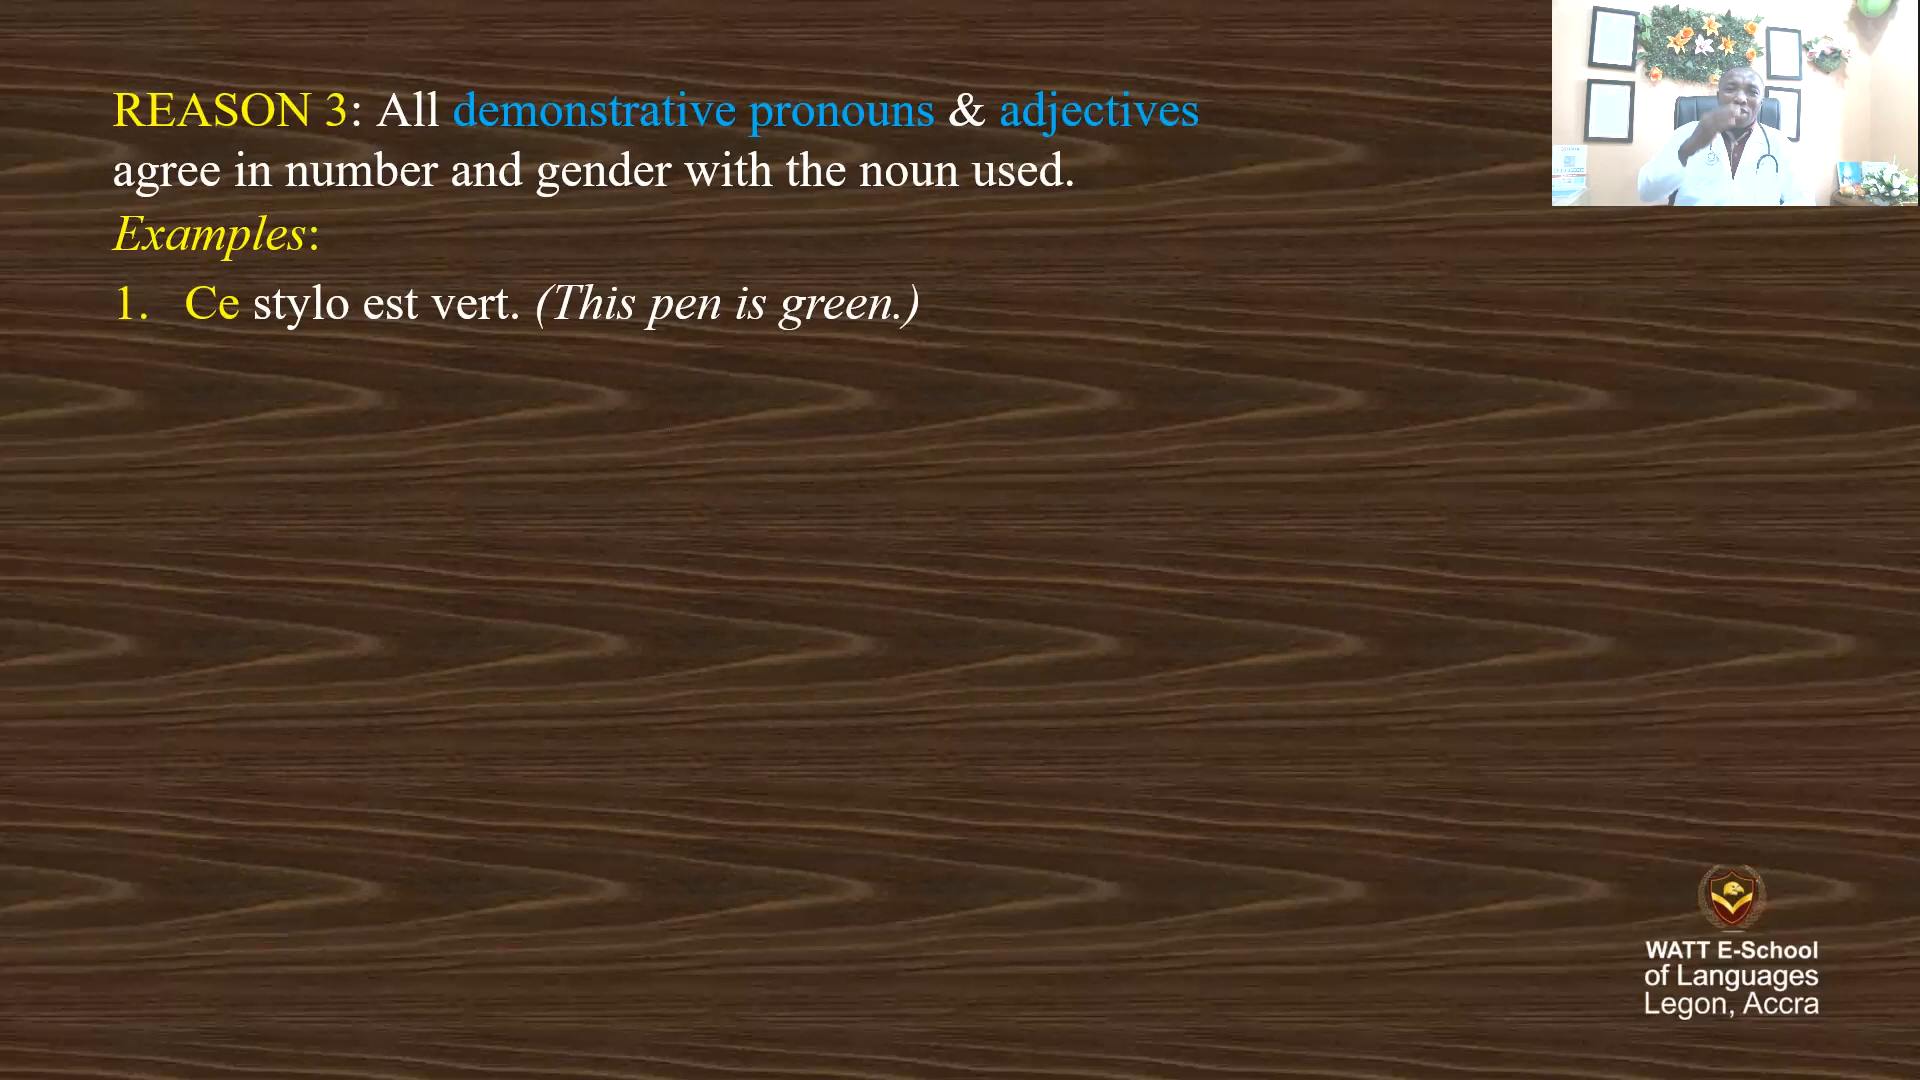 REASON 3: All demonstrative pronouns & adjectives
agree in number and gender with the noun used.
Examples:
1. Ce stylo est vert. (This pen is green.)
WATT E-School
of Languages
Legon, Accra